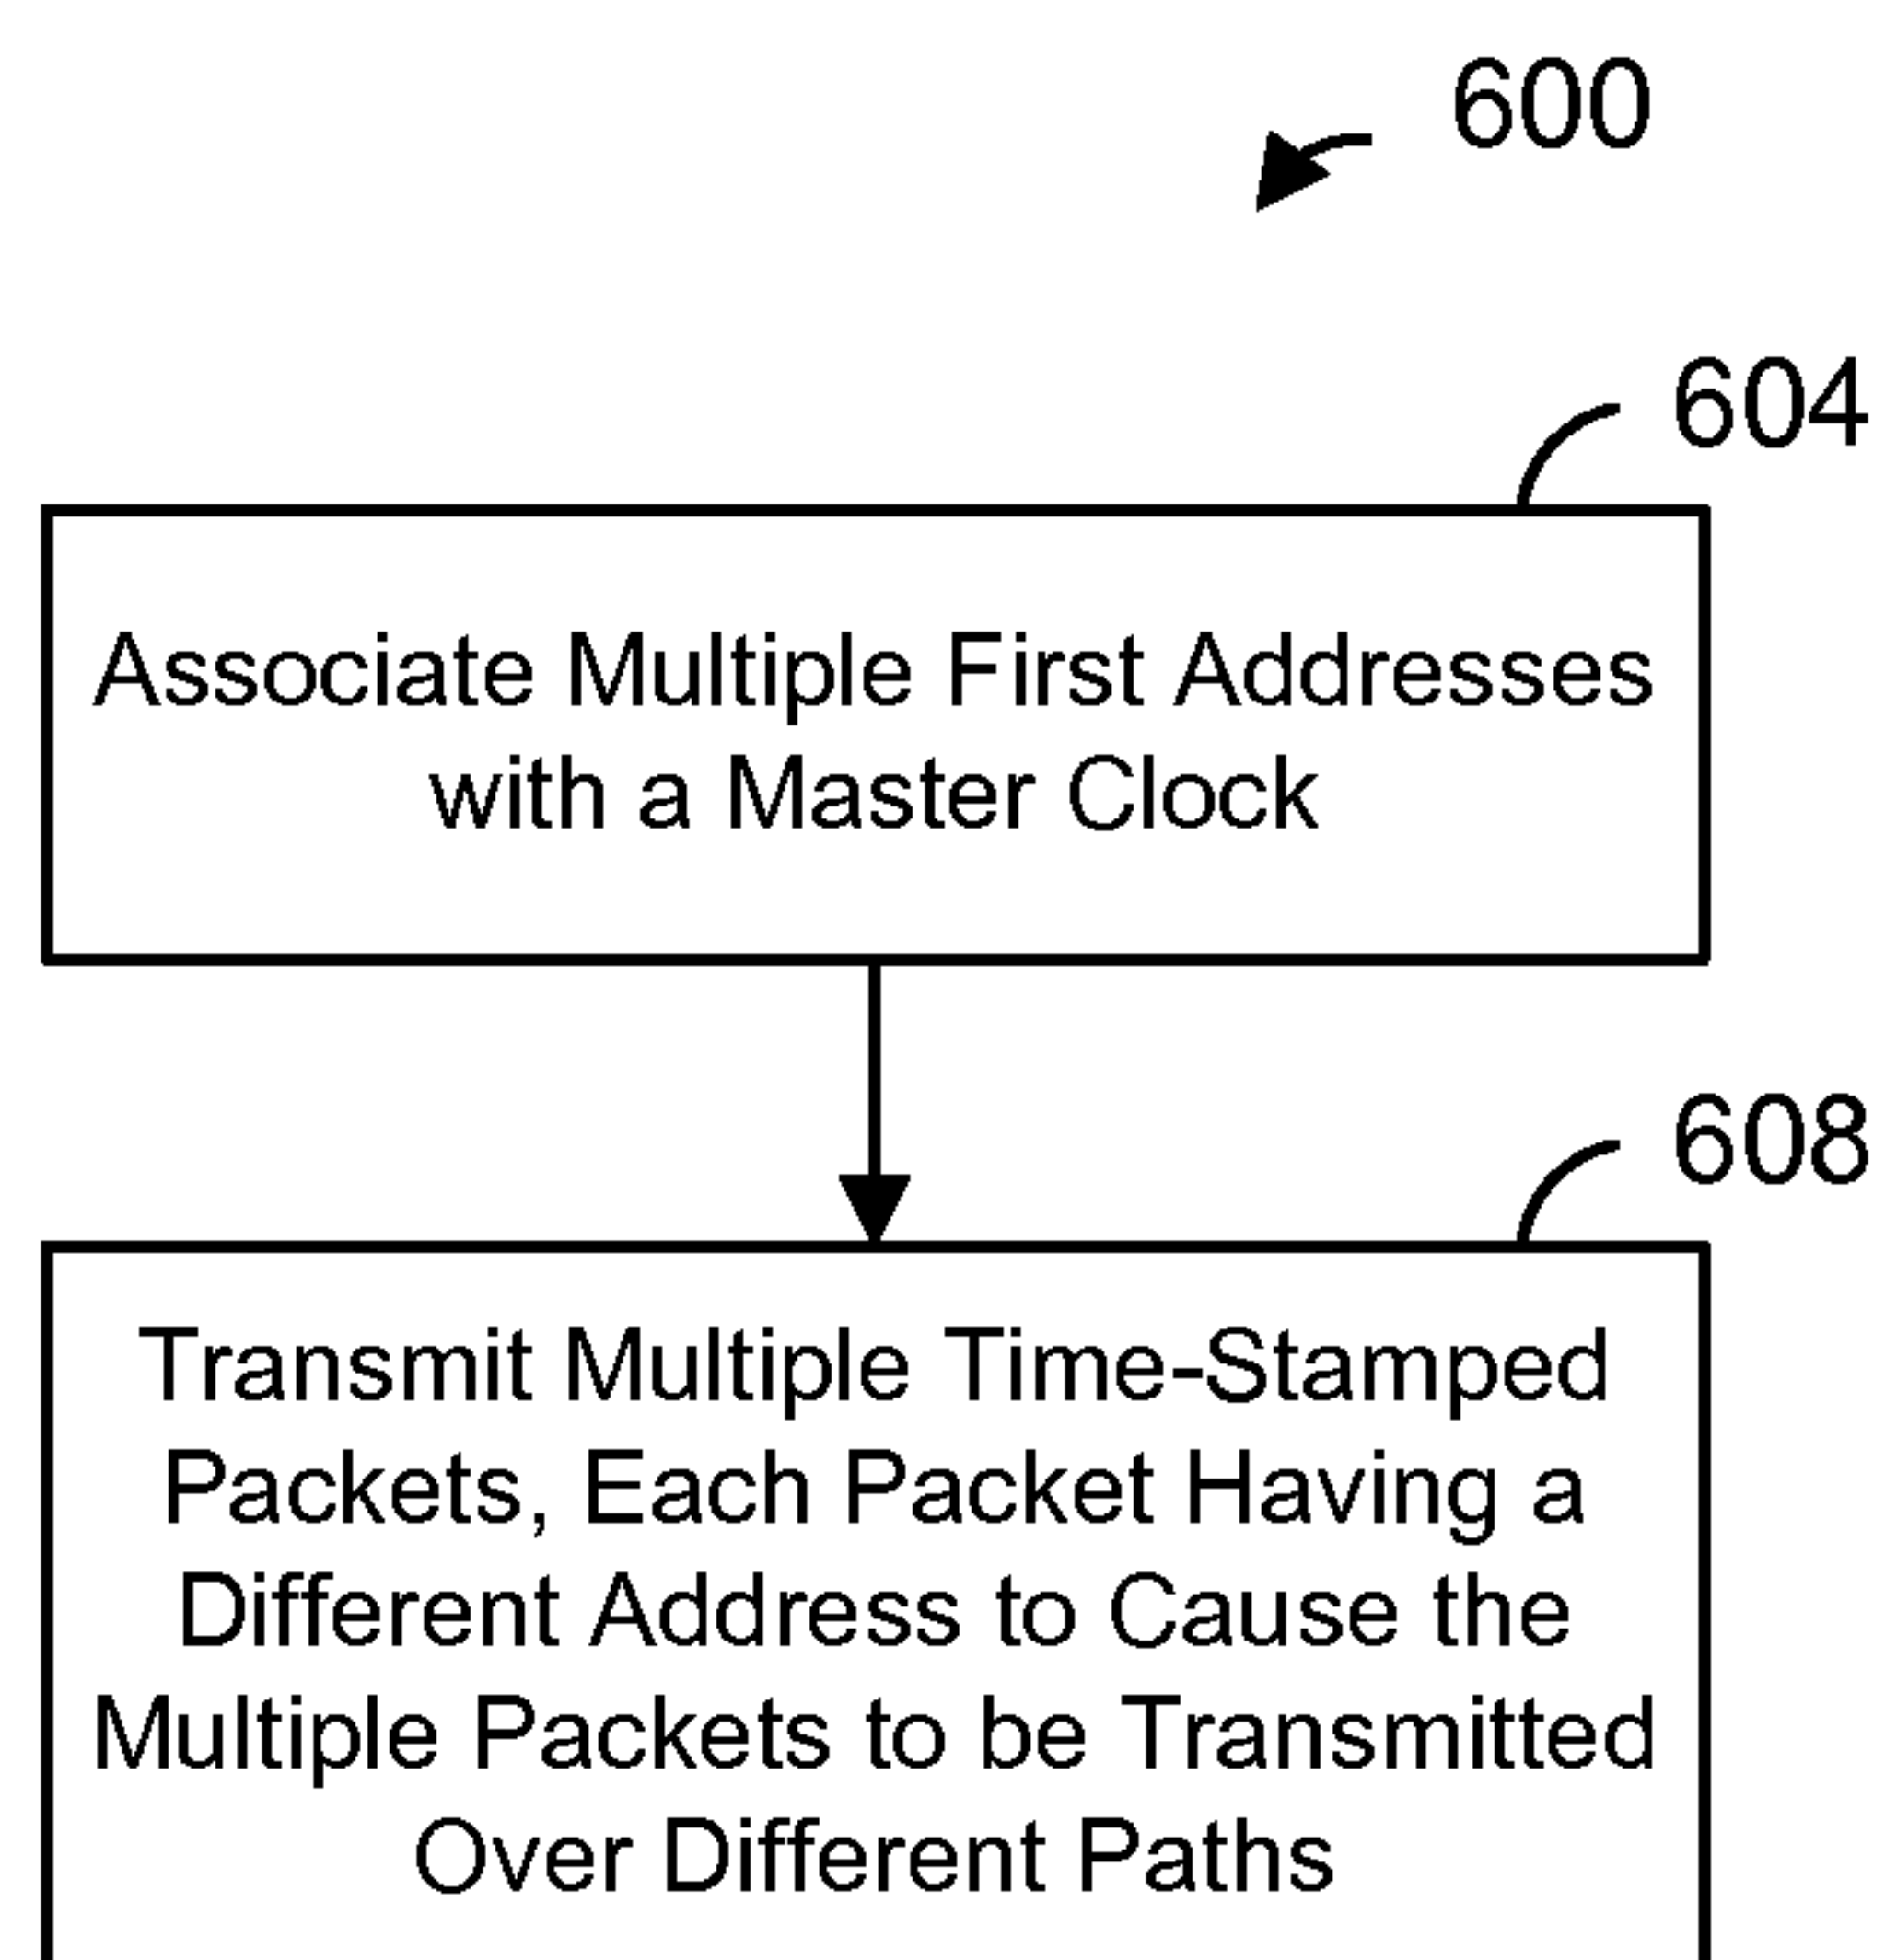 600
604
Associate Multiple First Addresses
with a Master Clock
608
Transmit Multiple Time-Stamped
Packets, Each Packet Having a
Different Address to Cause the
Multiple Packets to be Transmitted
Over Different Paths